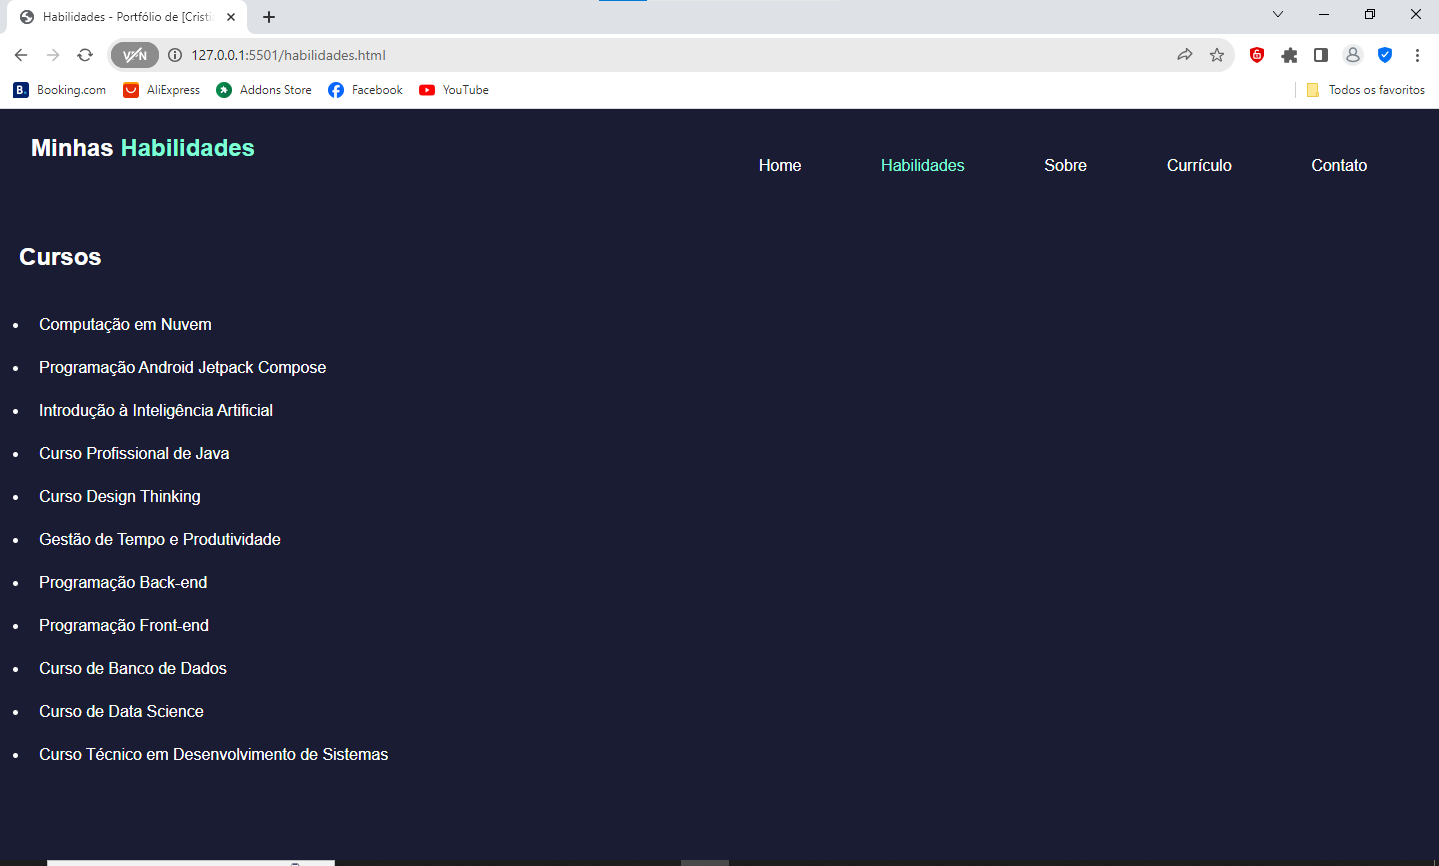 Habilidades - Portfólio de [Cristi
VPN 127.0.0.1:5501/habilidades.html
B. Booking.com AliExpress Addons Store Facebook YouTube Todos os favoritos
Minhas Habilidades
Home Habilidades Sobre Currículo Contato
Cursos
• Computação em Nuvem
• Programação Android Jetpack Compose
• Introdução à Inteligência Artificial
• Curso Profissional de Java
• Curso Design Thinking
• Gestão de Tempo e Produtividade
• Programação Back-end
• Programação Front-end
• Curso de Banco de Dados
• Curso de Data Science
• Curso Técnico em Desenvolvimento de Sistemas